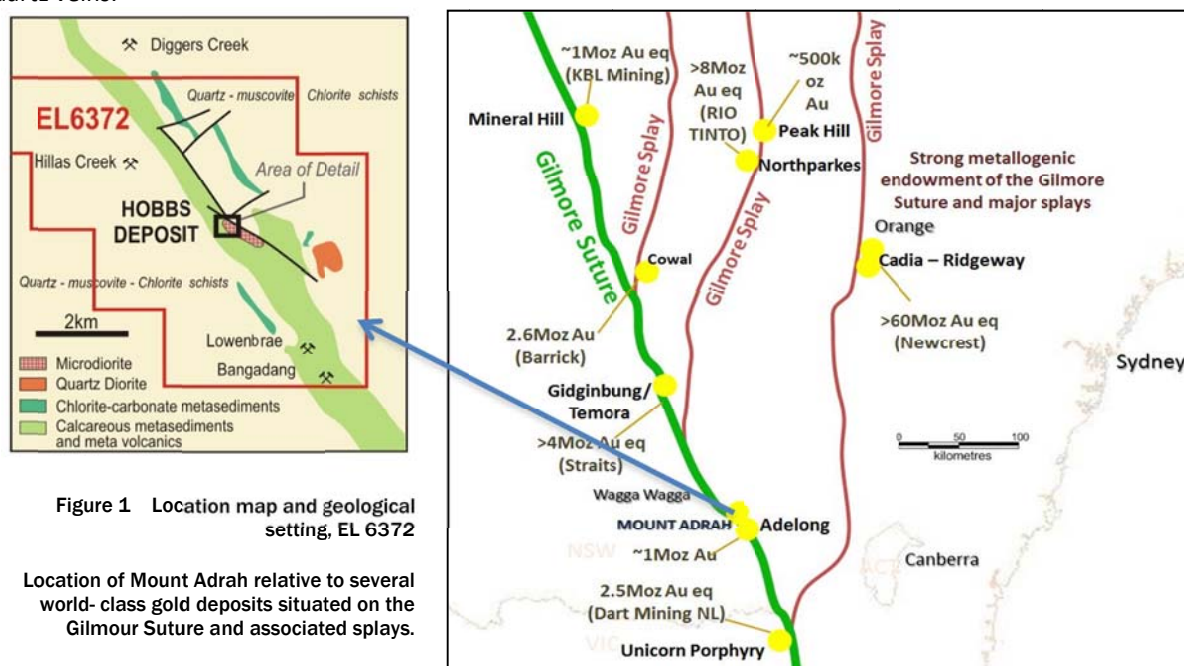 Diggers Creek
Quartz - muscovite - Chlorite schists
EL6372
Hillas Creek
Area of Detail
HOBBS
DEPOSIT
Quartz - muscovite - Chlorite schists
2km
Lowenbrae
Bangadang
Microdiorite
Quartz Diorite
Chlorite-carbonate metasediments
Calcareous metasediments
and meta volcanics
Figure 1 Location map and geological
setting, EL 6372
Location of Mount Adrah relative to several
world- class gold deposits situated on the
Gilmour Suture and associated splays.
~1Moz Au eq
(KBL Mining)
Mineral Hill
>8Moz
Au eq
(RIO
TINTO)
~500k
oz
Au
Peak Hill
Northparkes
Gilmore Splay
Gilmore Splay
Gilmore Splay
Gilmore Suture
Strong metallogenic
endowment of the Gilmore
Suture and major splays
Orange
Cadia – Ridgeway
>60Moz Au eq
(Newcrest)
Cowal
2.6Moz Au
(Barrick)
Sydney
Gidginbung/
Temora
>4Moz Au eq
(Straits)
0 50 100
kilometres
Wagga Wagga
MOUNT ADRAH
Adelong
~1Moz Au
NSW
ACT
Canberra
2.5Moz Au eq
(Dart Mining NL)
VIC
Unicorn Porphyry